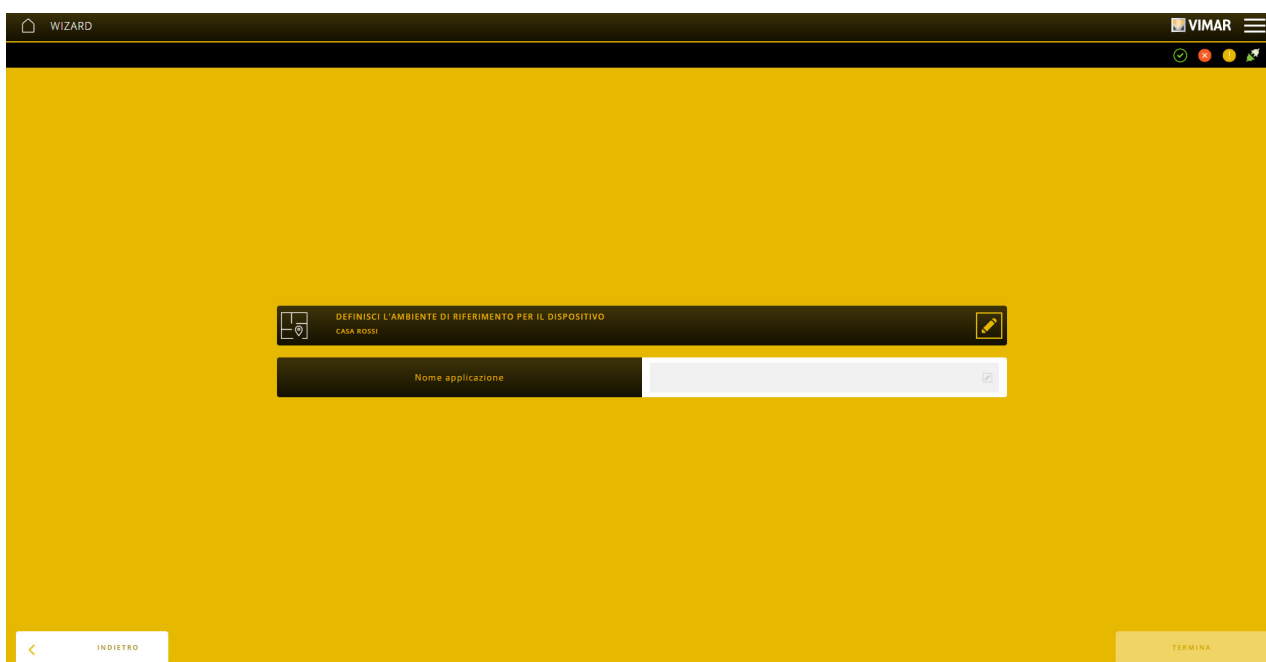 WIZARD
VIMAR
DEFINISCI L'AMBIENTE DI RIFERIMENTO PER IL DISPOSITIVO
CASA ROSSI
Nome applicazione
INDIETRO
TERMINA